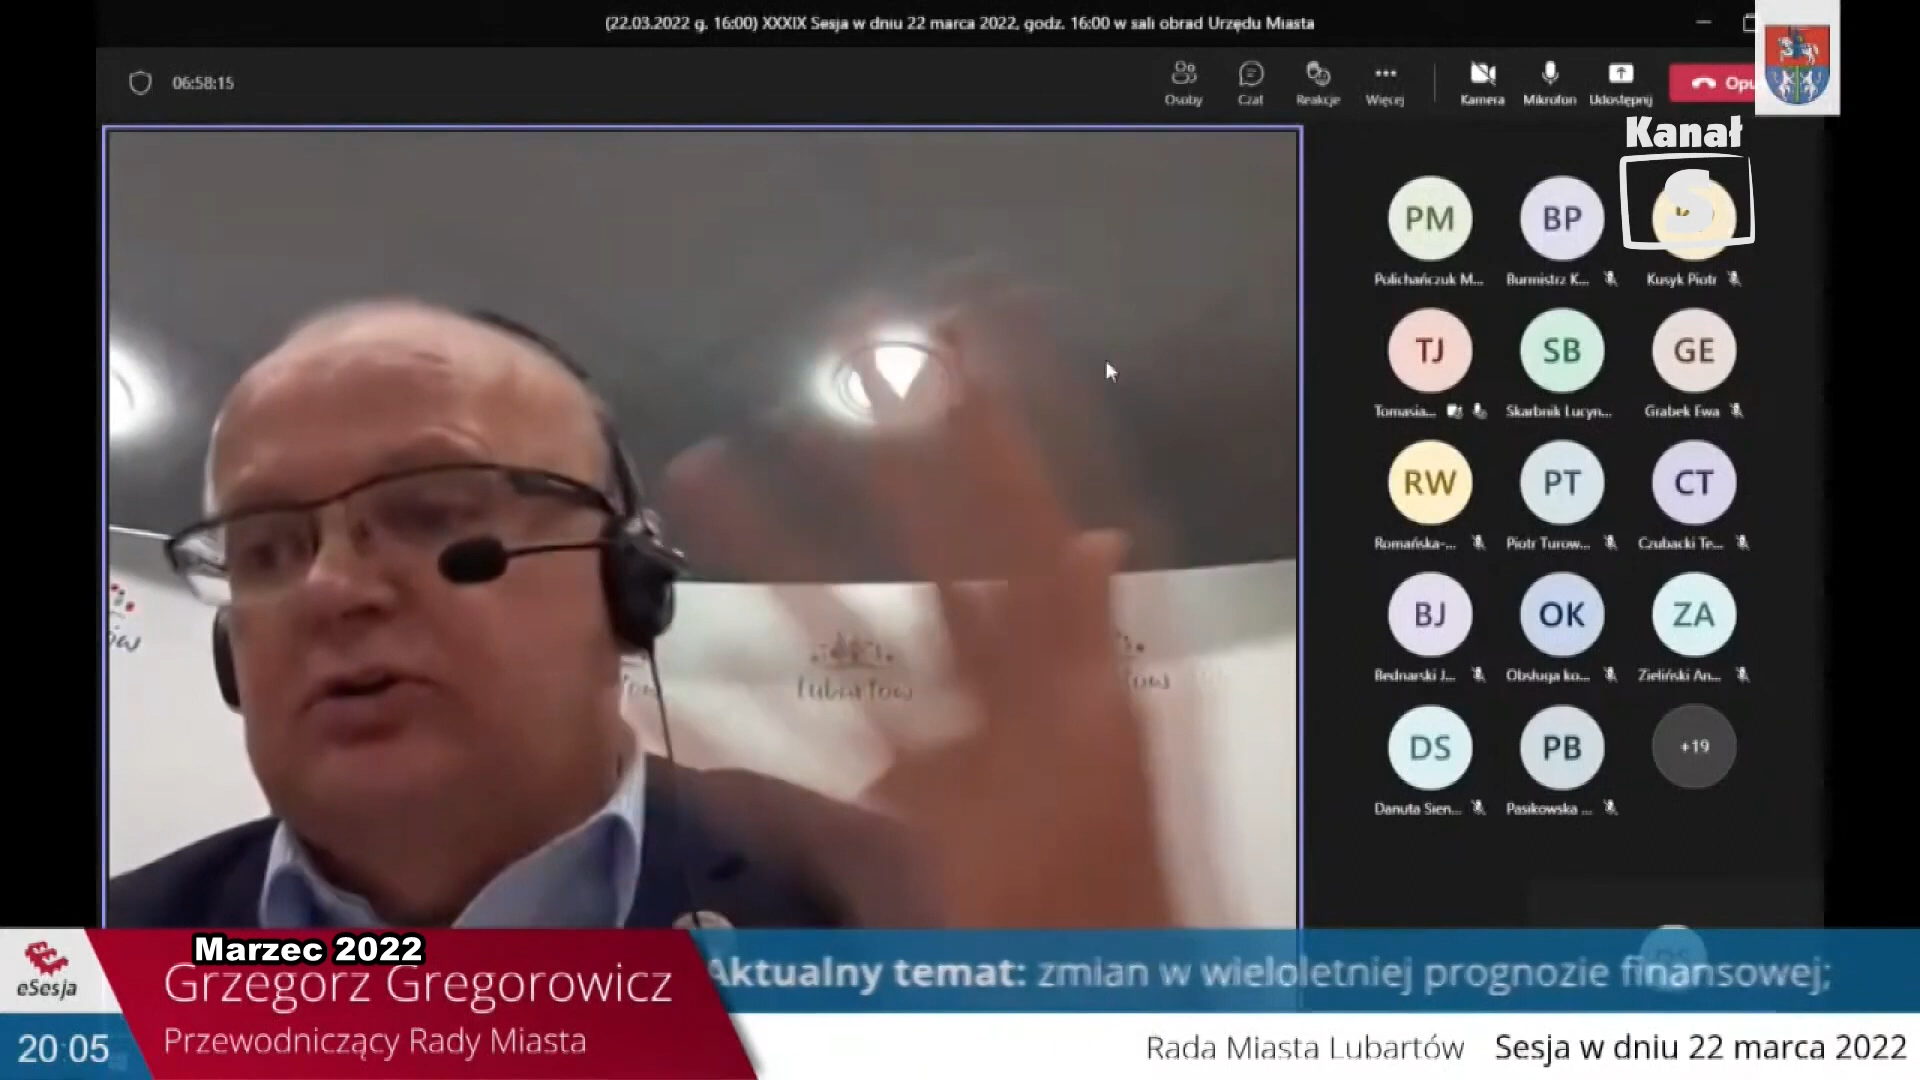 (22.03.2022 g. 16:00) XXXIX Sesja w dniu 22 marca 2022, godz. 16:00 w sali obrad Urzędu Miasta
06:58:15
Osoby Czat Reakcje Więcej Kamera Mikrofon Udostępnij Opu
Kanał
S
PM BP
Polichańczuk M... Burmistrz K... Kusyk Piotr
TJ SB GE
Tomasia... Skarbnik Lucyn... Grabek Ewa
RW PT CT
Romańska-... Piotr Turow... Czubacki Te...
BJ OK ZA
Bednarski J... Obsługa ko... Zieliński An...
DS PB +19
Danuta Sien... Pasikowska ...
Lubartów
Marzec 2022
eSesja
Grzegorz Gregorowicz
Przewodniczący Rady Miasta
Aktualny temat: zmian w wieloletniej prognozie finansowej;
20:05
Rada Miasta Lubartów Sesja w dniu 22 marca 2022